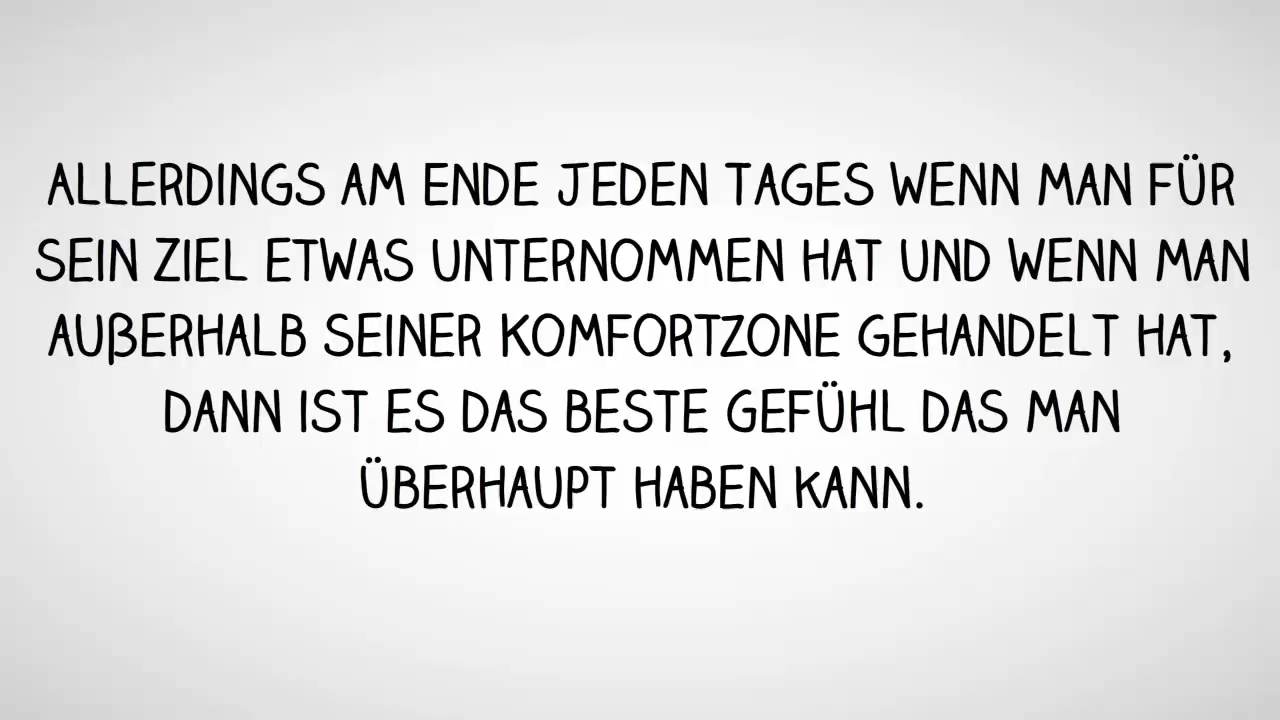 ALLERDINGS AM ENDE JEDEN TAGES WENN MAN FÜR
SEIN ZIEL ETWAS UNTERNOMMEN HAT UND WENN MAN
AUßERHALB SEINER KOMFORTZONE GEHANDELT HAT,
DANN IST ES DAS BESTE GEFÜHL DAS MAN
ÜBERHAUPT HABEN KANN.